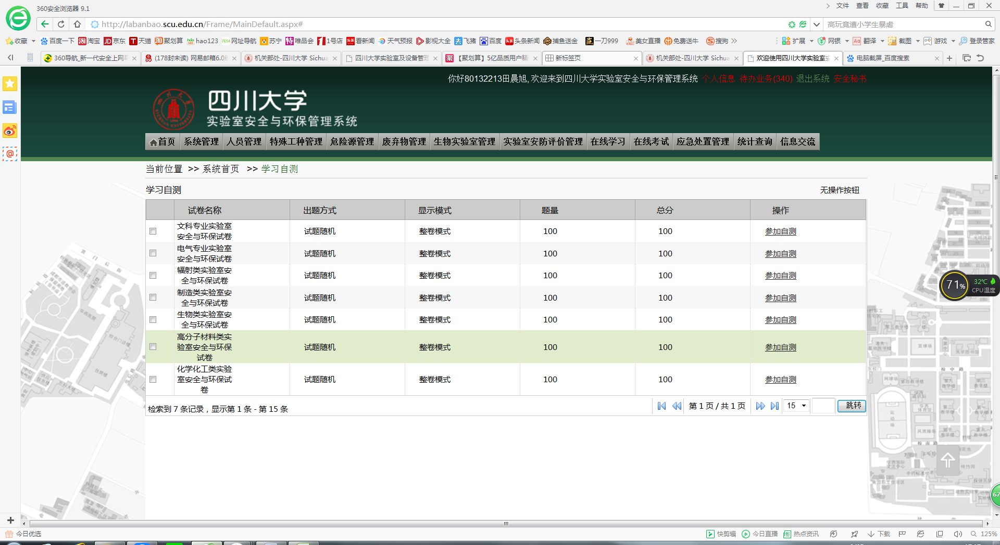 360安全浏览器 9.1
文件 查看 收藏 工具 帮助
http://labanbao.scu.edu.cn/Frame/MainDefault.aspx#
高玩竟遭小学生暴虐
收藏 百度一下 淘宝 京东 天猫 聚划算 hao123 网址导航 苏宁 唯品会 1号店 看新闻 天气预报 影视大全 飞猪 百度 头条新闻 捕鱼送金 一刀999 美女直播 免费送牛 搜狗 扩展 网银 翻译 截图 游戏 登录管家
360导航_新一代安全上网导
(178封未读) 网易邮箱6.0版
机关部处-四川大学 Sichua
四川大学实验室及设备管理
【聚划算】5亿品质用户精
新标签页
机关部处-四川大学 Sichua
欢迎使用四川大学实验室安
电脑截屏_百度搜索
你好80132213田晨旭, 欢迎来到四川大学实验室安全与环保管理系统 个人信息 待办业务(340) 退出系统 安全秘书
四川大学
实验室安全与环保管理系统
首页 系统管理 人员管理 特殊工种管理 危险源管理 废弃物管理 生物实验室管理 实验室安防评价管理 在线学习 在线考试 应急处置管理 统计查询 信息交流
当前位置 >> 系统首页 >> 学习自测
学习自测
无操作按钮
试卷名称 出题方式 显示模式 题量 总分 操作
文科专业实验室
安全与环保试卷
试题随机 整卷模式 100 100 参加自测
电气专业实验室
安全与环保试卷
试题随机 整卷模式 100 100 参加自测
辐射类实验室安
全与环保试卷
试题随机 整卷模式 100 100 参加自测
制造类实验室安
全与环保试卷
试题随机 整卷模式 100 100 参加自测
生物类实验室安
全与环保试卷
试题随机 整卷模式 100 100 参加自测
高分子材料类实
验室安全与环保
试卷
试题随机 整卷模式 100 100 参加自测
化学化工类实验
室安全与环保试
卷
试题随机 整卷模式 100 100 参加自测
检索到 7 条记录，显示第 1 条 - 第 15 条
第 1 页 / 共 1 页
15
跳转
71%
32℃
CPU温度
67
今日优选
快剪辑 今日直播 热点资讯 下载 125%